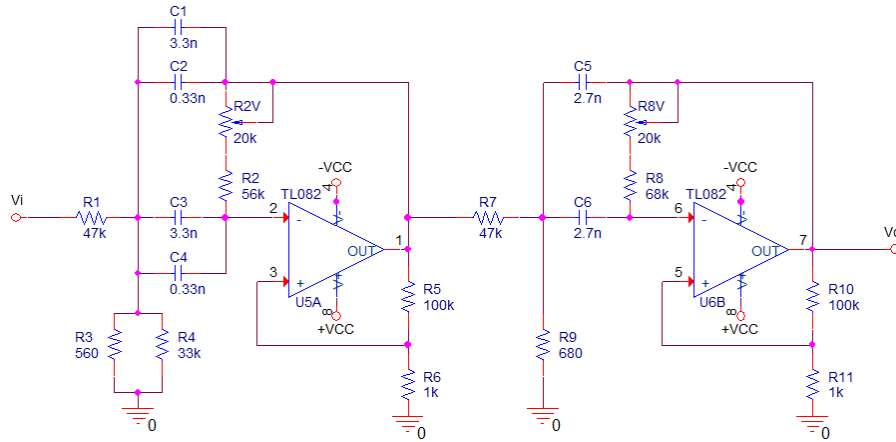 C1
3.3n
C2
0.33n
R2V
20k
R2
56k
C3
3.3n
C4
0.33n
Vi
R1
47k
R3
560
R4
33k
0
TL082
-VCC
4
V-
2
-
3
+
OUT
1
V+
8
+VCC
U5A
R5
100k
R6
1k
0
R7
47k
C5
2.7n
R8V
20k
R8
68k
C6
2.7n
R9
680
0
TL082
-VCC
4
V-
6
-
5
+
OUT
7
V+
8
+VCC
U6B
R10
100k
R11
1k
0